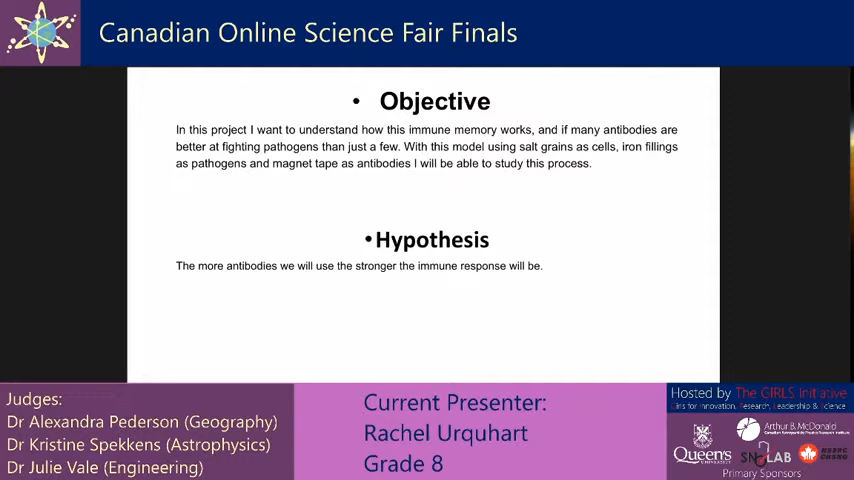 Canadian Online Science Fair Finals
• Objective
In this project I want to understand how this immune memory works, and if many antibodies are
better at fighting pathogens than just a few. With this model using salt grains as cells, iron fillings
as pathogens and magnet tape as antibodies I will be able to study this process.
•Hypothesis
The more antibodies we will use the stronger the immune response will be.
Judges:
Dr Alexandra Pederson (Geography)
Dr Kristine Spekkens (Astrophysics)
Dr Julie Vale (Engineering)
Current Presenter:
Rachel Urquhart
Grade 8
Hosted by The GIRLS Initiative
Girls for Innovation, Research, Leadership & Science
Arthur B. McDonald
Queen's
UNIVERSITY
SNOLAB
NSERC
CRSNG
Primary Sponsors